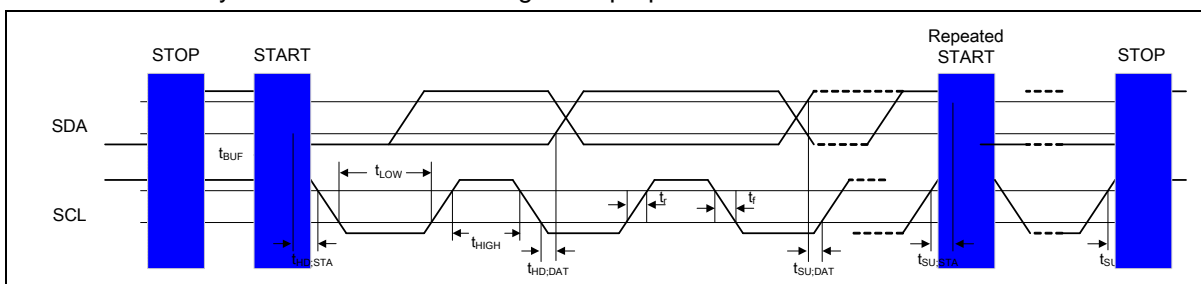 STOP
START
Repeated
START
STOP
SDA
tBUF
tLOW
SCL
tr
tf
tHIGH
tHD;STA
tHD;DAT
tSU;DAT
tSU;STA
tSU